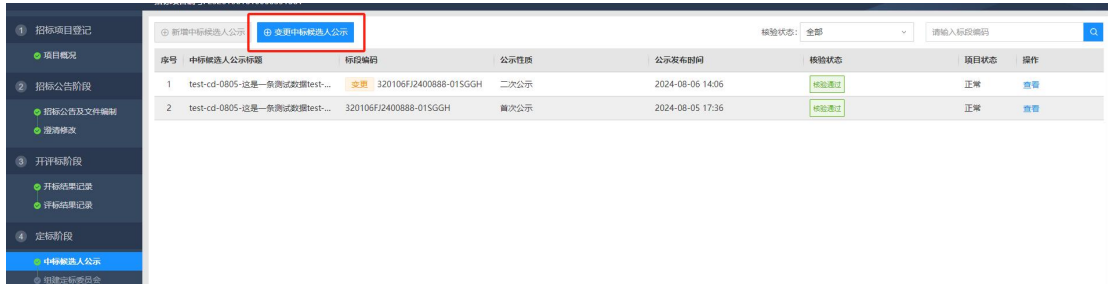 1 招标项目登记
项目概况
2 招标公告阶段
招标公告及文件编制
澄清修改
3 开评标阶段
开标结果记录
评标结果记录
4 定标阶段
中标候选人公示
组建定标委员会
新增中标候选人公示 变更中标候选人公示 核验状态: 全部 请输入标段编码
序号 中标候选人公示标题 标段编码 公示性质 公示发布时间 核验状态 项目状态 操作
1 test-cd-0805-这是一条测试数据test-... 变更 320106FJ2400888-01SGGH 二次公示 2024-08-06 14:06 核验通过 正常 查看
2 test-cd-0805-这是一条测试数据test-... 320106FJ2400888-01SGGH 首次公示 2024-08-05 17:36 核验通过 正常 查看